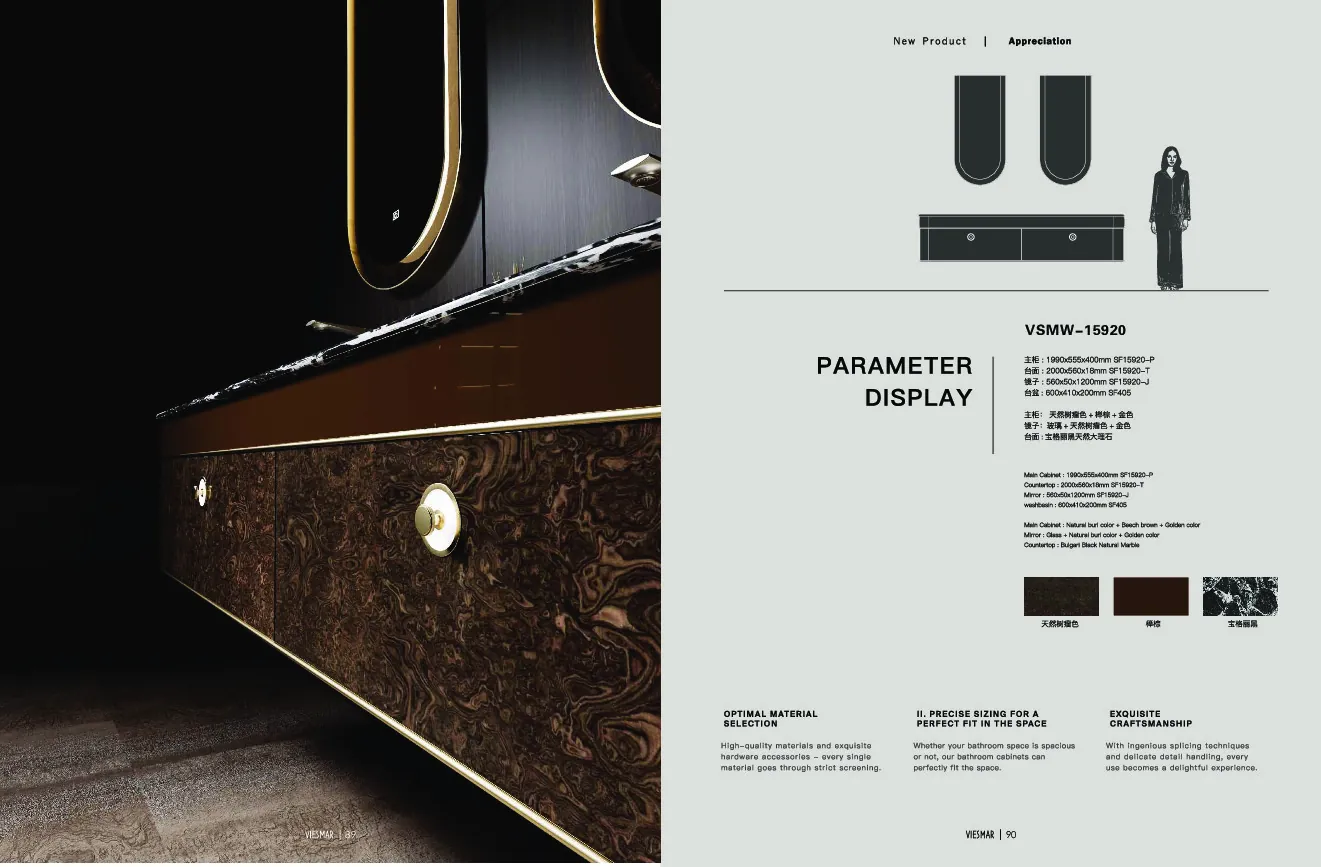 VIESMAR | 89
New Product | Appreciation
VSMW-15920
PARAMETER
DISPLAY
主柜 : 1990x555x400mm SF15920-P
台面 : 2000x560x18mm SF15920-T
镜子 : 560x50x1200mm SF15920-J
台盆 : 600x410x200mm SF405
主柜： 天然树瘤色 + 榉棕 + 金色
镜子：玻璃 + 天然树瘤色 + 金色
台面 : 宝格丽黑天然大理石
Main Cabinet : 1990x555x400mm SF15920-P
Countertop : 2000x560x18mm SF15920-T
Mirror : 560x50x1200mm SF15920-J
washbasin : 600x410x200mm SF405
Main Cabinet : Natural burl color + Beech brown + Golden color
Mirror : Glass + Natural burl color + Golden color
Countertop : Bulgari Black Natural Marble
天然树瘤色
榉棕
宝格丽黑
OPTIMAL MATERIAL
SELECTION
High-quality materials and exquisite
hardware accessories - every single
material goes through strict screening.
II. PRECISE SIZING FOR A
PERFECT FIT IN THE SPACE
Whether your bathroom space is spacious
or not, our bathroom cabinets can
perfectly fit the space.
EXQUISITE
CRAFTSMANSHIP
With ingenious splicing techniques
and delicate detail handling, every
use becomes a delightful experience.
VIESMAR | 90